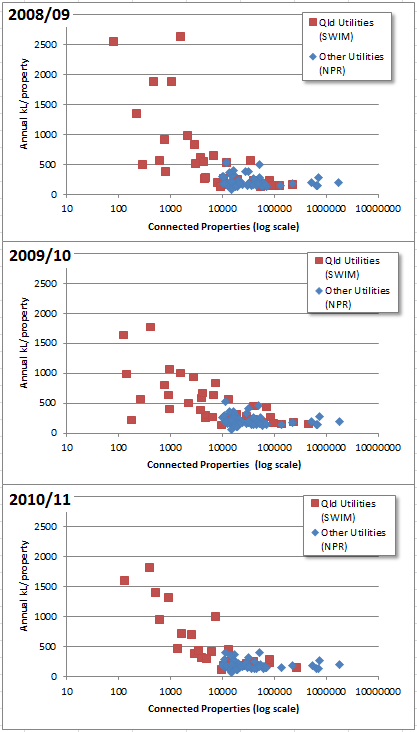 2008/09
Qld Utilities
(SWIM)
Other Utilities
(NPR)
Annual kL/property
2500
2000
1500
1000
500
0
10 100 1000 10000 100000 1000000 10000000
Connected Properties (log scale)
2009/10
Qld Utilities
(SWIM)
Other Utilities
(NPR)
Annual kL/property
2500
2000
1500
1000
500
0
10 100 1000 10000 100000 1000000 10000000
Connected Properties (log scale)
2010/11
Qld Utilities
(SWIM)
Other Utilities
(NPR)
Annual kL/property
2500
2000
1500
1000
500
0
10 100 1000 10000 100000 1000000 10000000
Connected Properties (log scale)